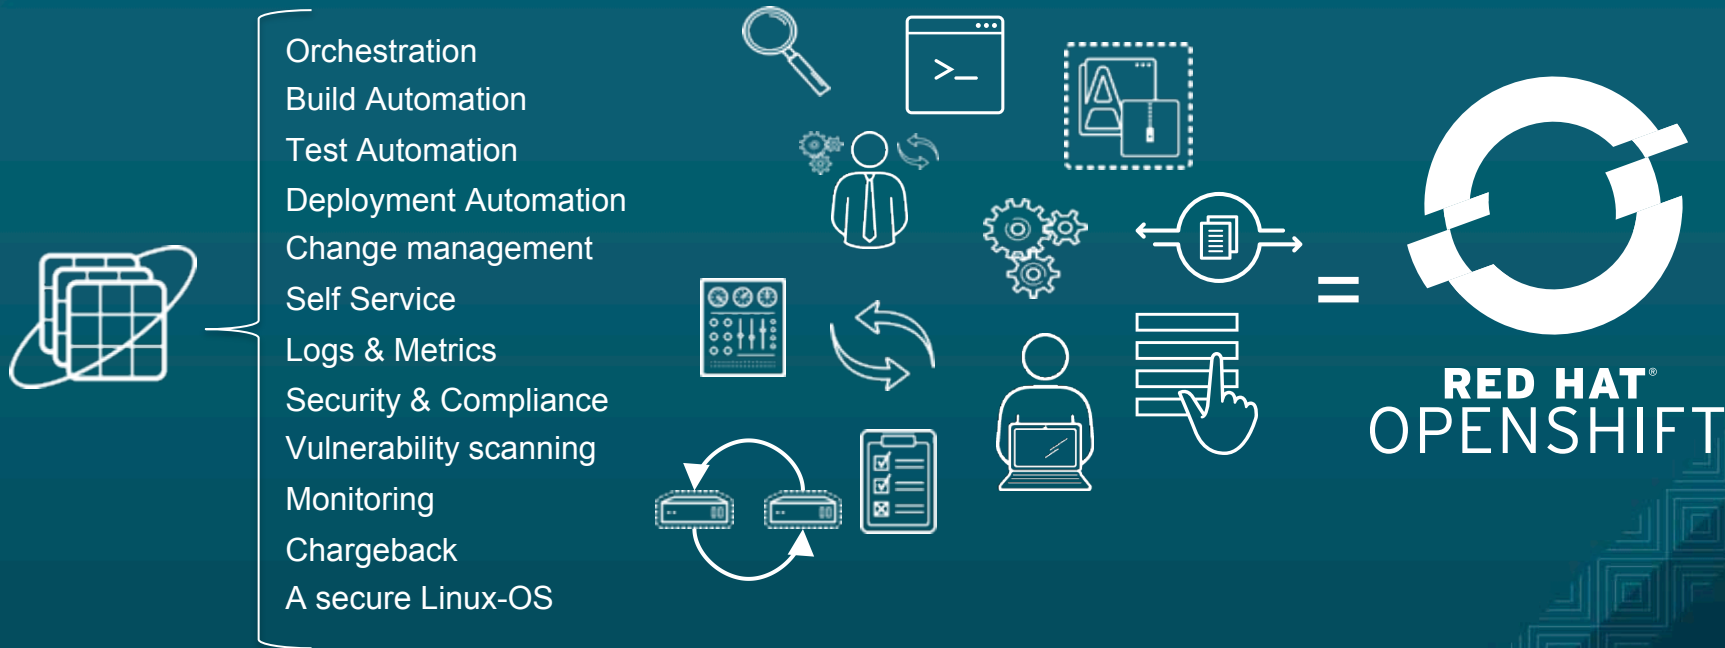 Orchestration
Build Automation
Test Automation
Deployment Automation
Change management
Self Service
Logs & Metrics
Security & Compliance
Vulnerability scanning
Monitoring
Chargeback
A secure Linux-OS
>_
=
RED HAT®
OPENSHIFT